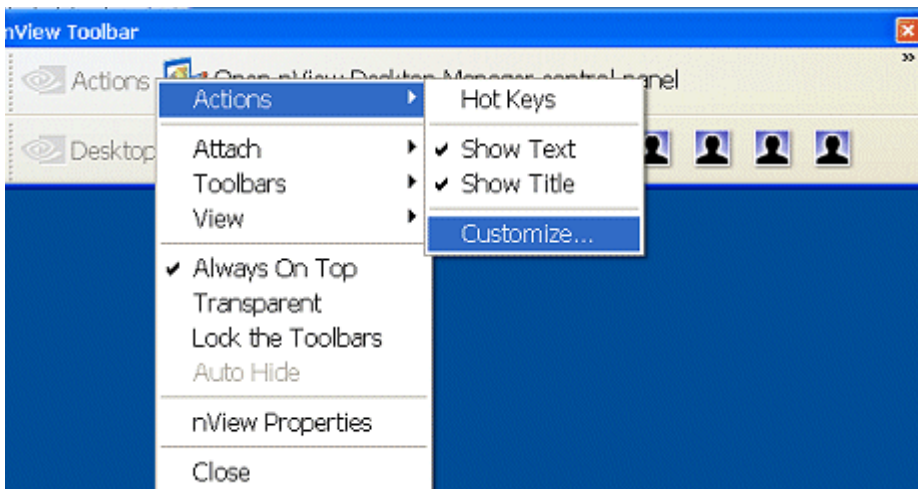 nView Toolbar
Actions Open nView Desktop Manager control panel
»
Desktop
Actions
Attach
Toolbars
View
Always On Top
Transparent
Lock the Toolbars
Auto Hide
nView Properties
Close
Hot Keys
Show Text
Show Title
Customize...